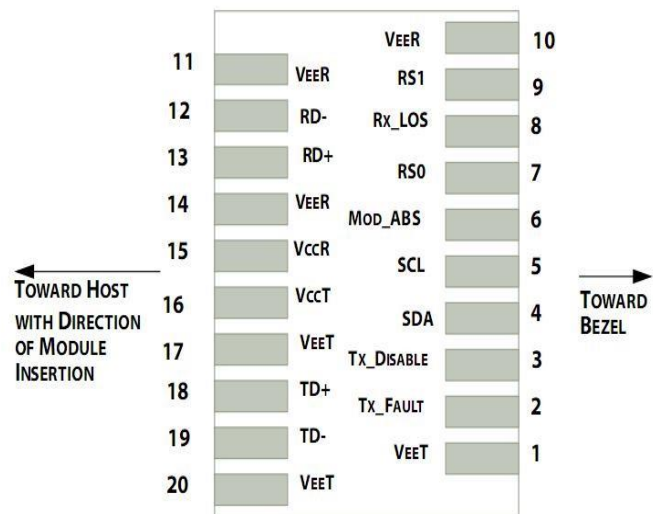 VEER 10
11 VEER
RS1 9
12 RD-
RX_LOS 8
13 RD+
RS0 7
14 VEER
MOD_ABS 6
15 VCCR
SCL 5
TOWARD HOST
WITH DIRECTION
OF MODULE
INSERTION
TOWARD
BEZEL
16 VCCT
SDA 4
17 VEET
TX_DISABLE 3
18 TD+
TX_FAULT 2
19 TD-
VEET 1
20 VEET